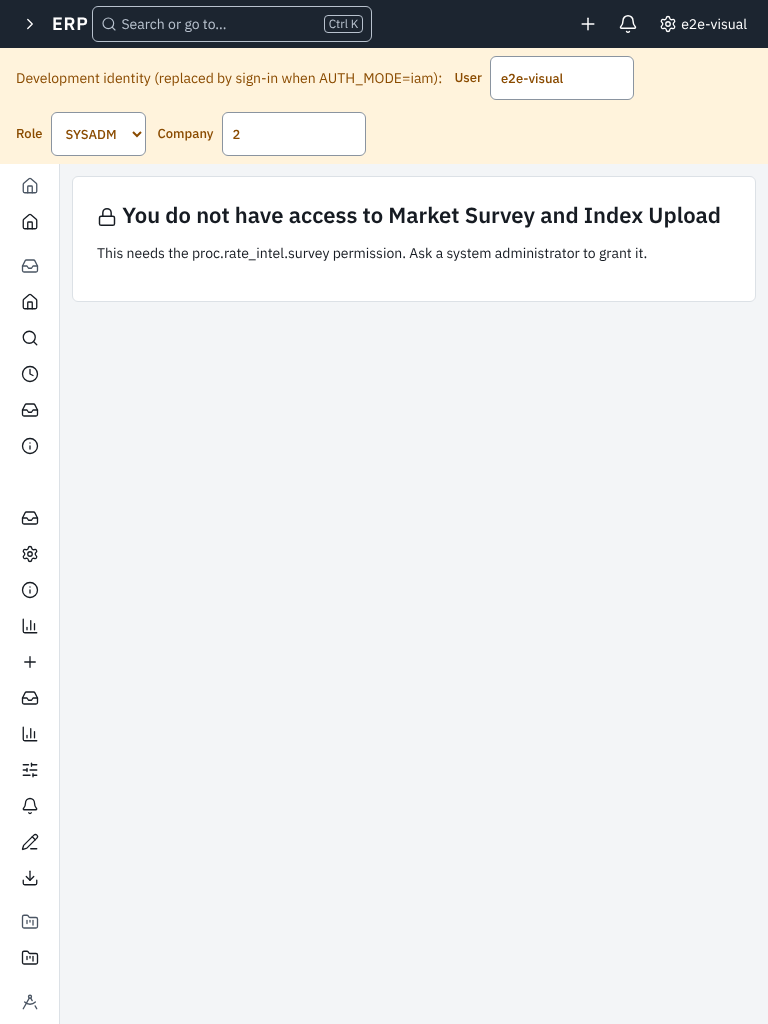 ERP Search or go to... Ctrl K e2e-visual
Development identity (replaced by sign-in when AUTH_MODE=iam): User e2e-visual
Role SYSADM Company 2
You do not have access to Market Survey and Index Upload
This needs the proc.rate_intel.survey permission. Ask a system administrator to grant it.